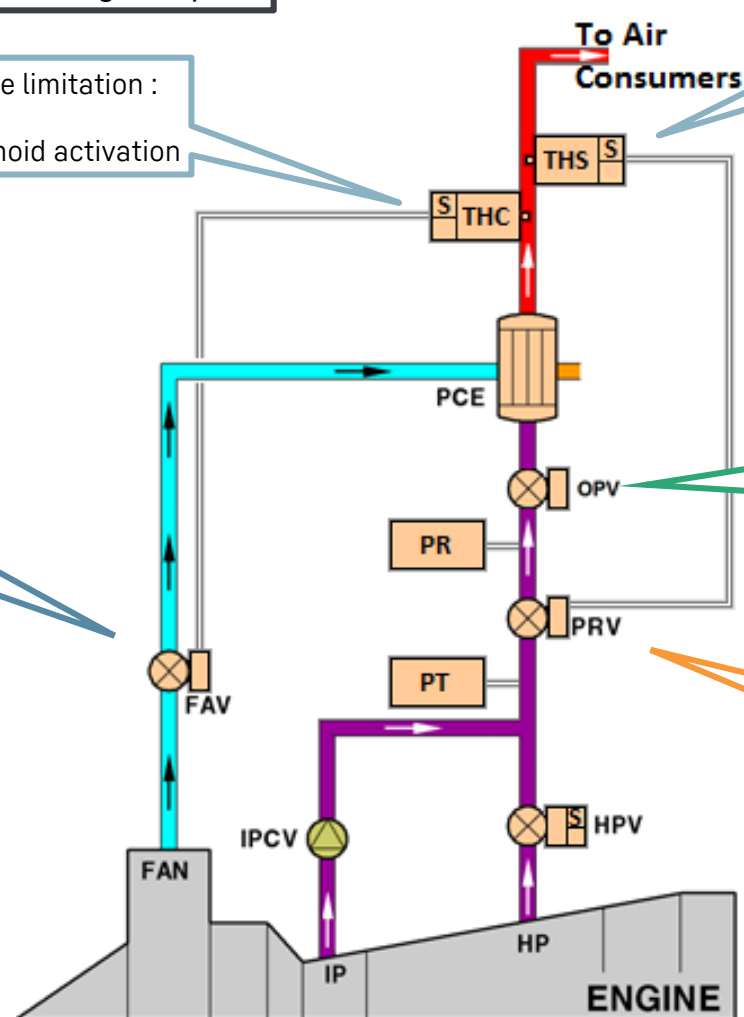 To Air
Consumers
e limitation :
noid activation
THS
S
S
THC
PCE
OPV
PR
PRV
PT
FAV
IPCV
S
HPV
FAN
HP
IP
ENGINE